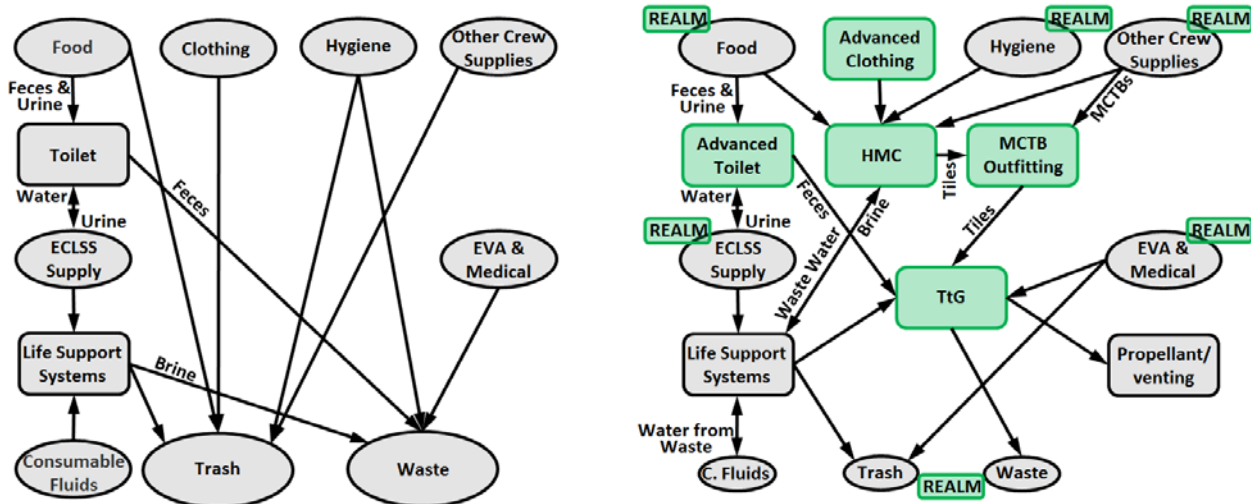 Food
Clothing
Hygiene
Other Crew
Supplies
Feces &
Urine
Toilet
Water
Urine
Feces
ECLSS
Supply
EVA &
Medical
Life Support
Systems
Brine
Consumable
Fluids
Trash
Waste
REALM
Food
Advanced
Clothing
REALM
Hygiene
REALM
Other Crew
Supplies
Feces &
Urine
MCTBs
Advanced
Toilet
HMC
Tiles
MCTB
Outfitting
Water
Urine
Feces
Brine
Waste Water
Tiles
REALM
ECLSS
Supply
REALM
EVA &
Medical
TtG
Life Support
Systems
Propellant/
venting
Water from
Waste
C. Fluids
Trash
REALM
Waste